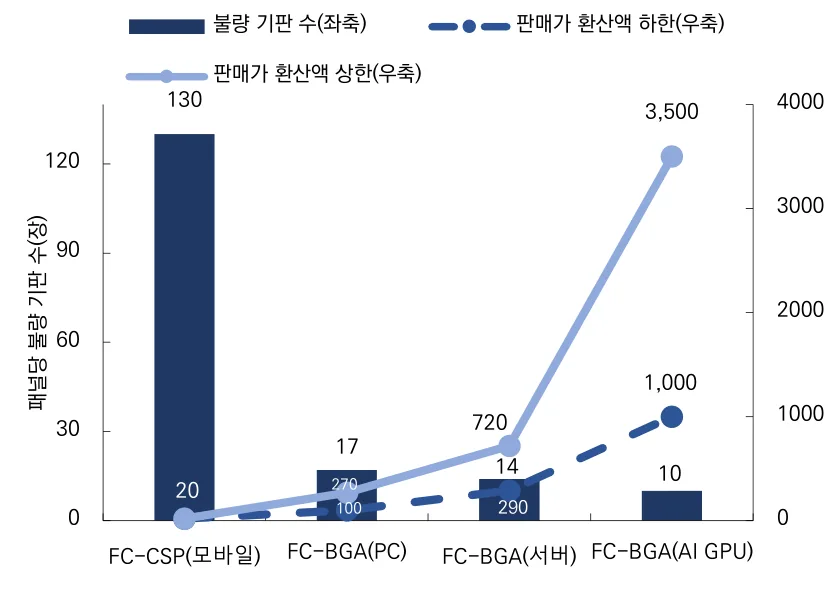 불량 기판 수(좌축)
판매가 환산액 하한(우축)
판매가 환산액 상한(우축)
패널당 불량 기판 수(장)
120
90
60
30
0
4000
3000
2000
1000
0
130
17
14
10
20
270
720
3,500
100
290
1,000
FC-CSP(모바일)
FC-BGA(PC)
FC-BGA(서버)
FC-BGA(AI GPU)